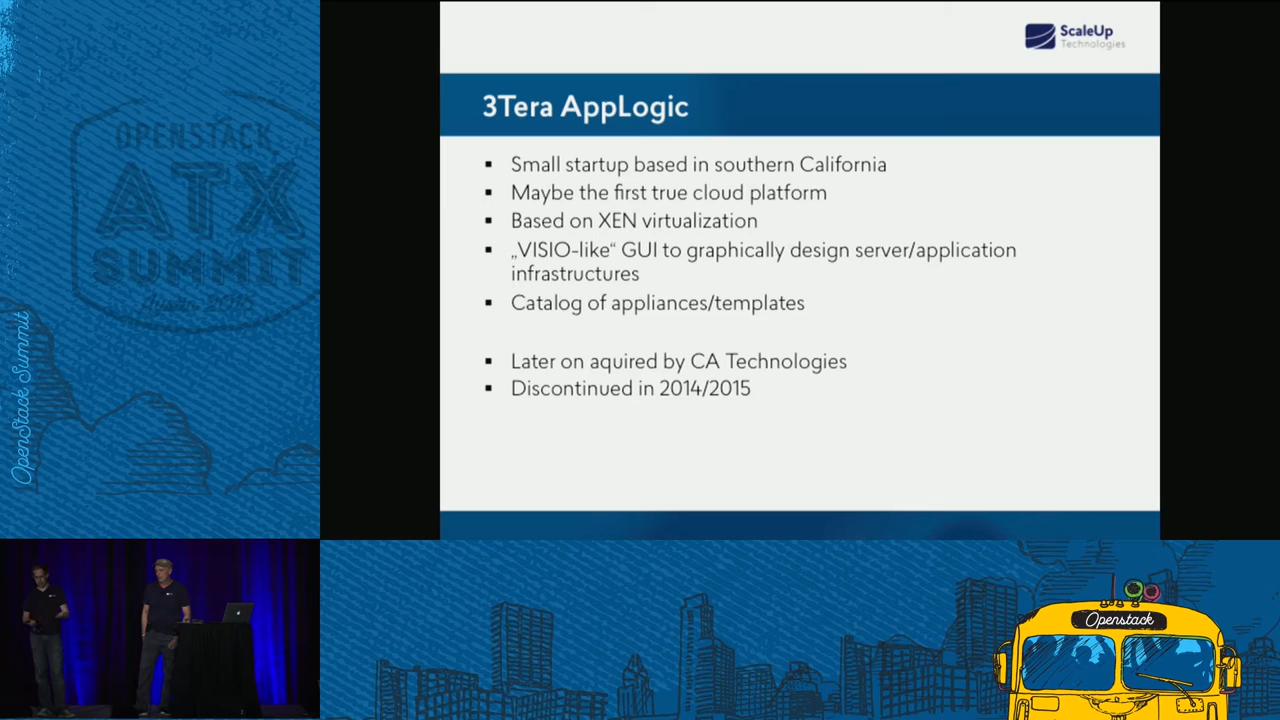 ScaleUp
Technologies
3Tera AppLogic
▪ Small startup based in southern California
▪ Maybe the first true cloud platform
▪ Based on XEN virtualization
▪ „VISIO-like“ GUI to graphically design server/application
infrastructures
▪ Catalog of appliances/templates
▪ Later on aquired by CA Technologies
▪ Discontinued in 2014/2015
OPENSTACK
ATX
SUMMIT
Austin 2016
OpenStack Summit
Openstack